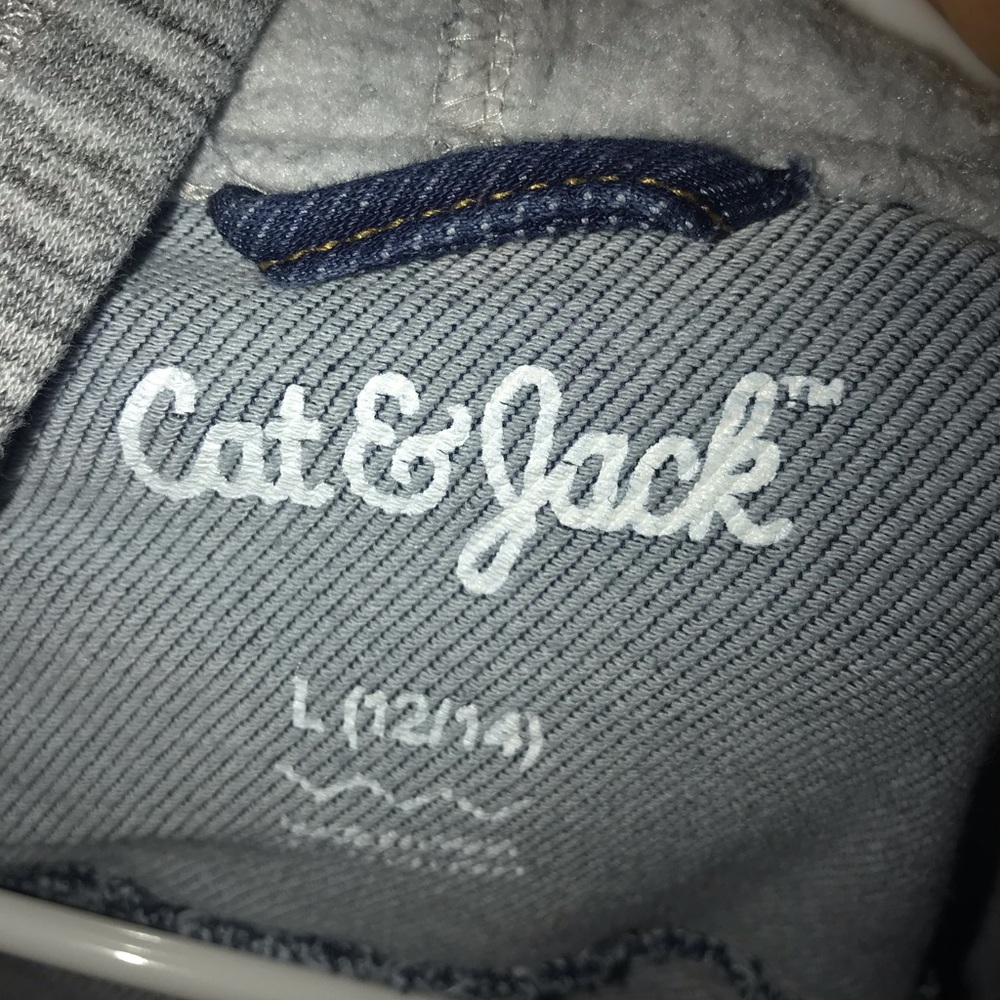 Cat & Jack™
L (12/14)